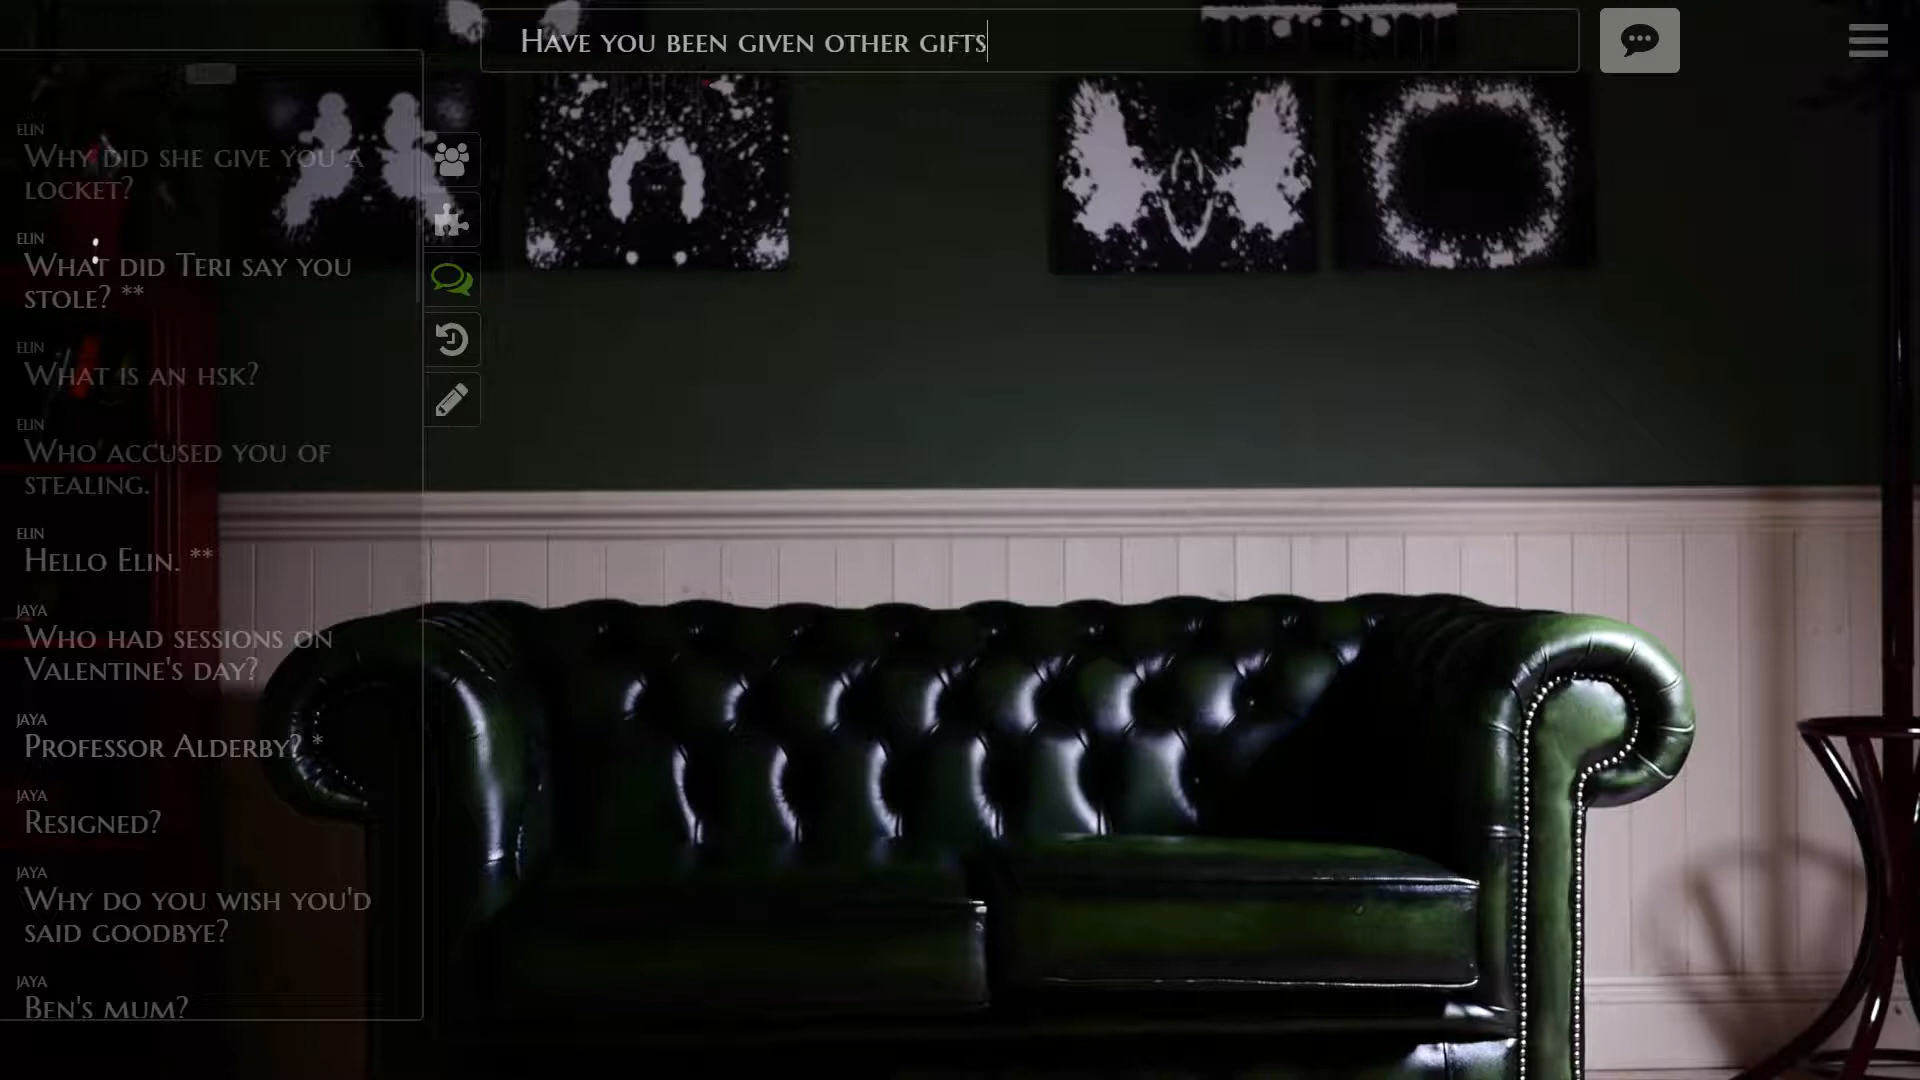 Have you been given other gifts
Elin
Why did she give you a
locket?
Elin
What did Teri say you
stole? **
Elin
What is an hsk?
Elin
Who accused you of
stealing.
Elin
Hello Elin. **
Jaya
Who had sessions on
Valentine's day?
Jaya
Professor Alderby? *
Jaya
Resigned?
Jaya
Why do you wish you'd
said goodbye?
Jaya
Ben's mum?